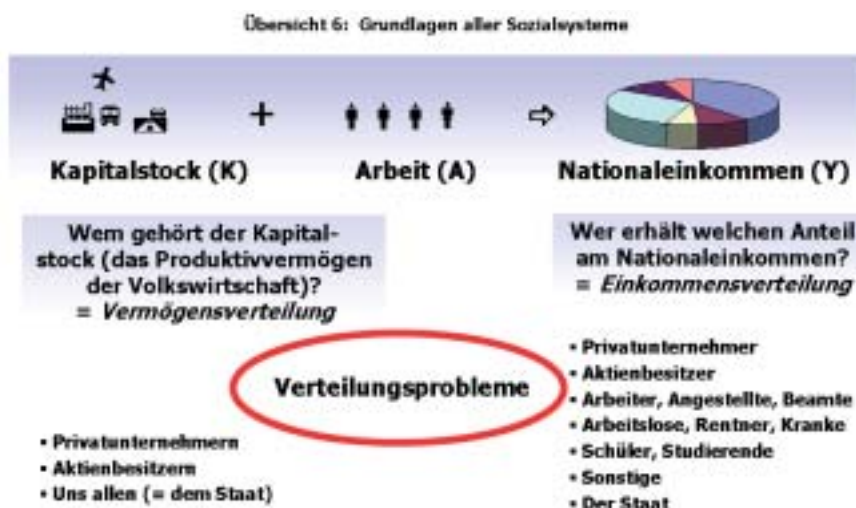 Übersicht 6: Grundlagen aller Sozialsysteme
+
Kapitalstock (K)
Arbeit (A)
Nationaleinkommen (Y)
Wem gehört der Kapital-
stock (das Produktivvermögen
der Volkswirtschaft)?
= Vermögensverteilung
Wer erhält welchen Anteil
am Nationaleinkommen?
= Einkommensverteilung
Verteilungsprobleme
• Privatunternehmern
• Aktienbesitzern
• Uns allen (= dem Staat)
• Privatunternehmer
• Aktienbesitzer
• Arbeiter, Angestellte, Beamte
• Arbeitslose, Rentner, Kranke
• Schüler, Studierende
• Sonstige
• Der Staat